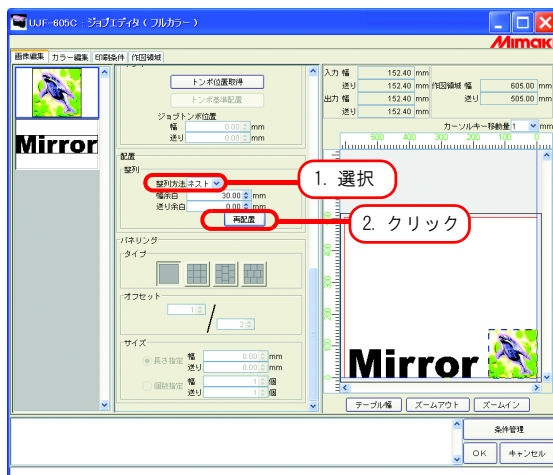 UJF-605C : ジョブエディタ ( フルカラー )
Mimaki
画像編集 カラー編集 印刷条件 作図領域
Mirror
トンボ位置取得
トンボ基準配置
ジョブトンボ位置
幅 0.00 mm
送り 0.00 mm
配置
整列
整列方法 ネスト
幅余白 30.00 mm
送り余白 0.00 mm
再配置
1. 選択
2. クリック
パネリング
タイプ
オフセット
1
/
2
サイズ
長さ指定 幅 0.00 mm
送り 0.00 mm
個数指定 幅 1 個
送り 1 個
入力 幅 152.40 mm
送り 152.40 mm
出力 幅 152.40 mm
送り 152.40 mm
作図領域 幅 605.00 mm
送り 505.00 mm
カーソルキー移動量 1 mm
500 400 300 200 100 0
500
400
300
200
100
0
Mirror
テーブル幅 ズームアウト ズームイン
条件管理
OK キャンセル